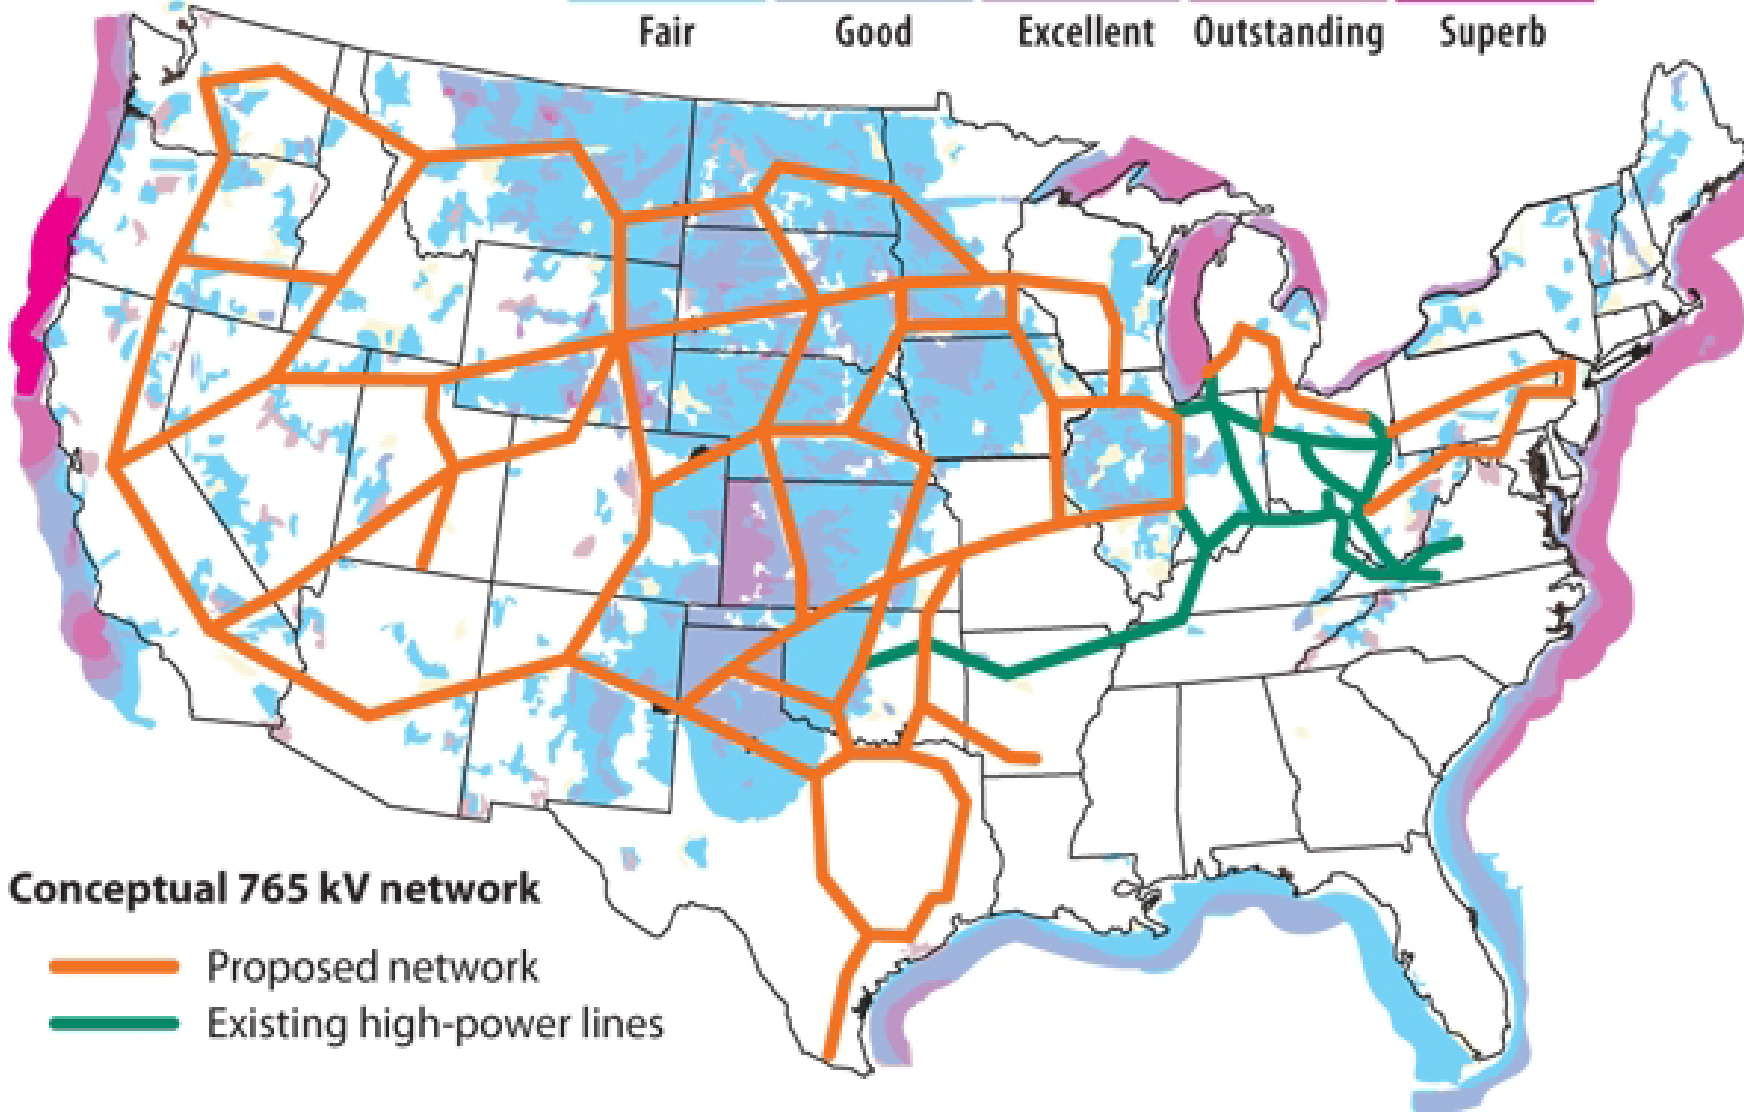 Fair Good Excellent Outstanding Superb
Conceptual 765 kV network
Proposed network
Existing high-power lines